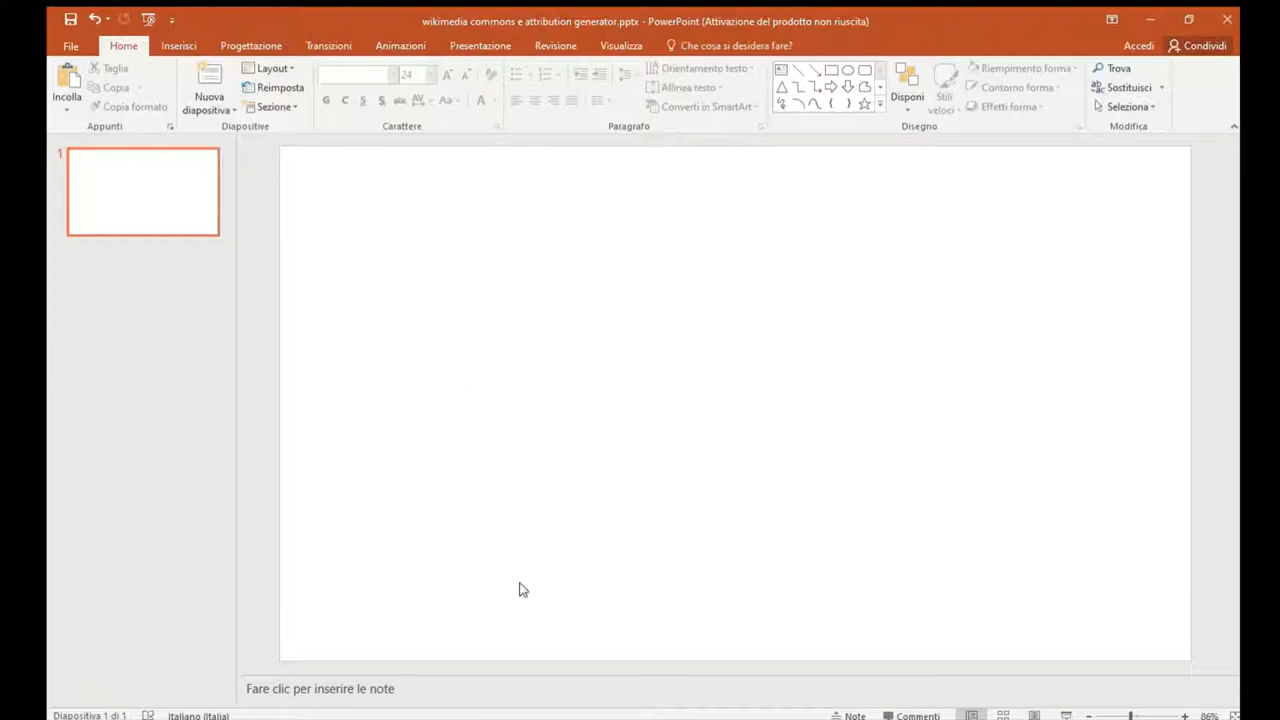 wikimedia commons e attribution generator.pptx - PowerPoint (Attivazione del prodotto non riuscita)
File Home Inserisci Progettazione Transizioni Animazioni Presentazione Revisione Visualizza Che cosa si desidera fare? Accedi Condividi
Incolla
Taglia
Copia
Copia formato
Appunti
Nuova
diapositiva
Layout
Reimposta
Sezione
Diapositive
24
G C S S abc AV Aa A
Carattere
Orientamento testo
Allinea testo
Converti in SmartArt
Paragrafo
Disponi
Stili
veloci
Riempimento forma
Contorno forma
Effetti forma
Disegno
Trova
Sostituisci
Seleziona
Modifica
1
Fare clic per inserire le note
Diapositiva 1 di 1 Italiano (Italia) Note Commenti 86%